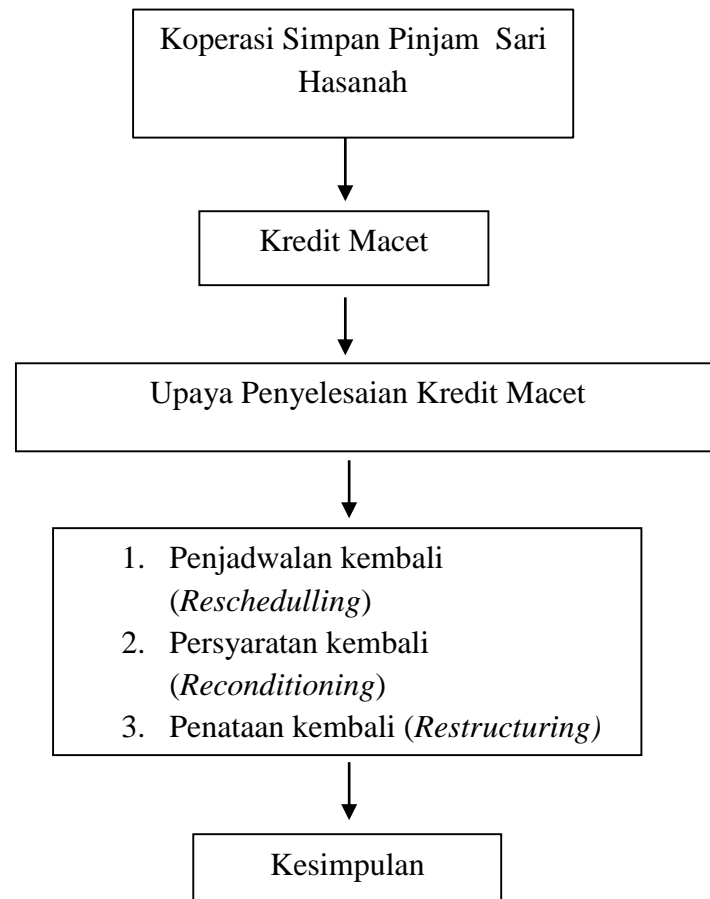 Koperasi Simpan Pinjam  Sari
Hasanah
Kredit Macet
Upaya Penyelesaian Kredit Macet
1. Penjadwalan kembali
(Reschedulling)
2. Persyaratan kembali
(Reconditioning)
3. Penataan kembali (Restructuring)
Kesimpulan